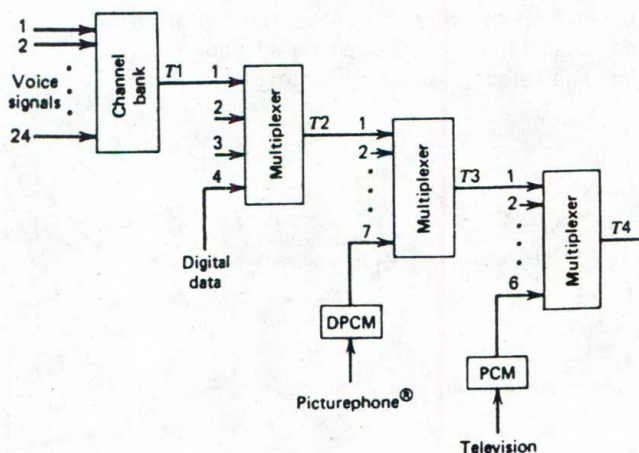 1
2
Voice
signals
24
Channel
bank
T1
1
2
3
4
Multiplexer
Digital
data
T2
1
2
7
Multiplexer
DPCM
Picturephone®
T3
1
2
6
Multiplexer
PCM
Television
T4